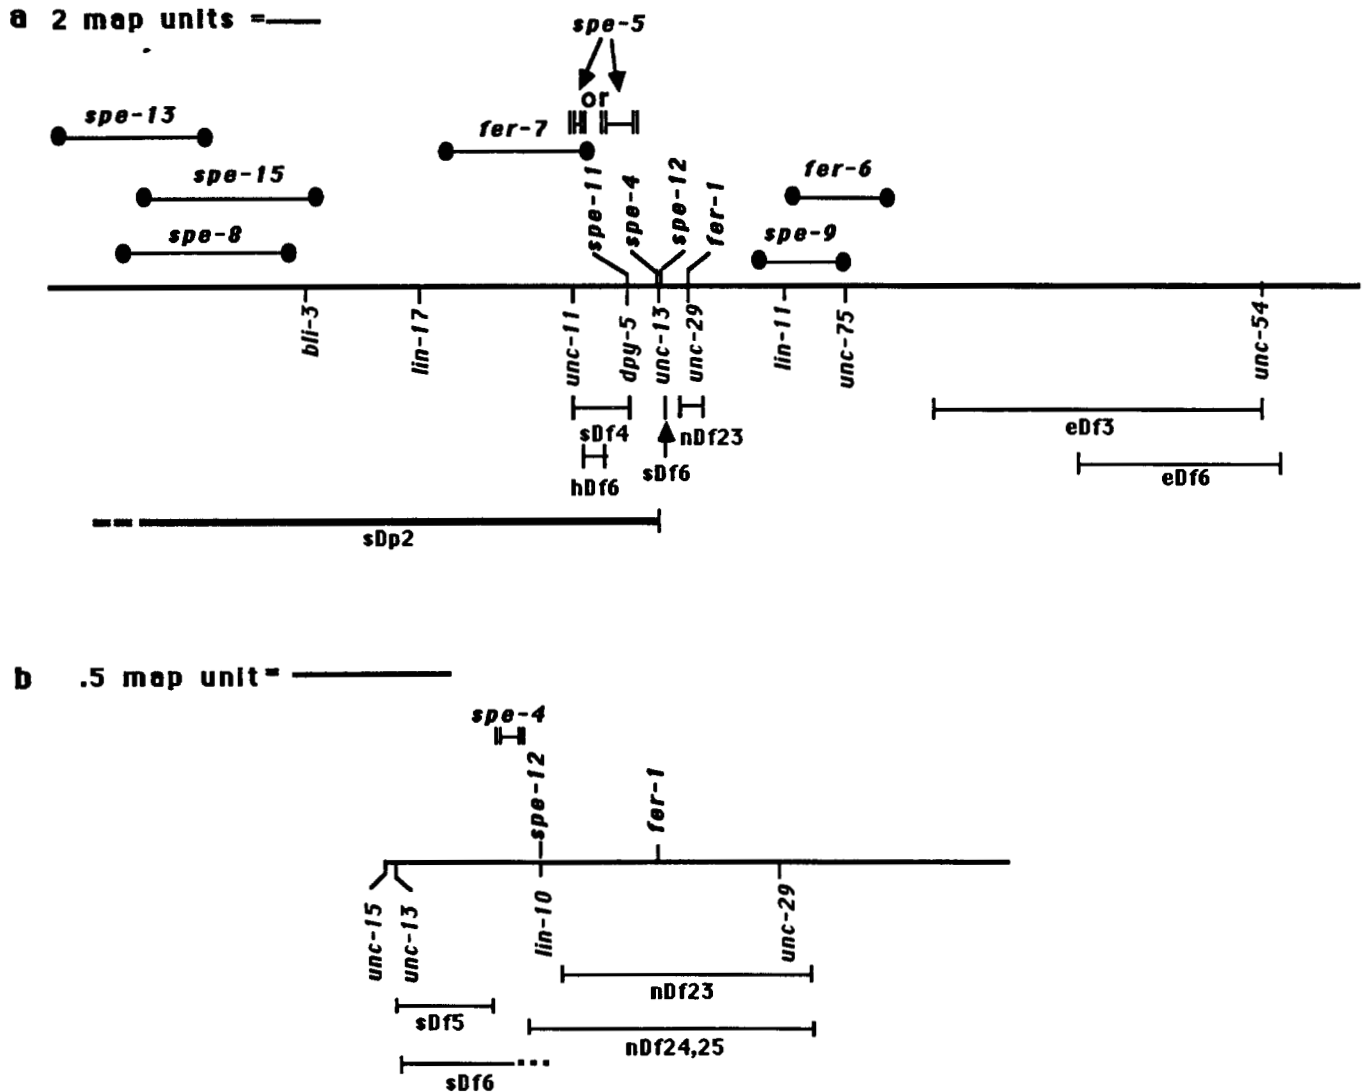 a 2 map units =
spe-5
or
spe-13
fer-7
spe-15
fer-6
spe-8
spe-9
spe-11
spe-4
spe-12
fer-1
bli-3
lin-17
unc-11
dpy-5
unc-13
unc-29
lin-11
unc-75
unc-54
sDf4
nDf23
eDf3
hDf6
sDf6
eDf6
sDp2
b .5 map unit=
spe-4
spe-12
fer-1
unc-15
unc-13
lin-10
unc-29
nDf23
sDf5
nDf24,25
sDf6